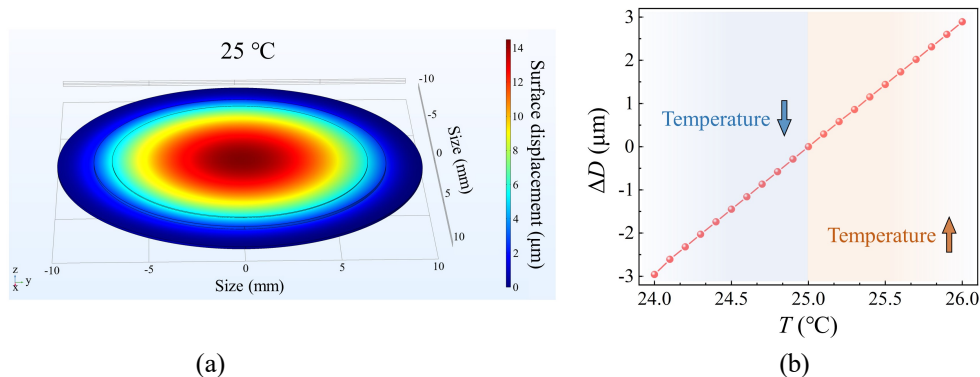 25 °C
-10
-5
0
5
10
Size (mm)
-10
-5
0
5
10
Size (mm)
z
y
x
14
12
10
8
6
4
2
0
Surface displacement (μm)
(a)
3
2
1
0
-1
-2
-3
ΔD (μm)
Temperature
Temperature
24.0 24.5 25.0 25.5 26.0
T (°C)
(b)